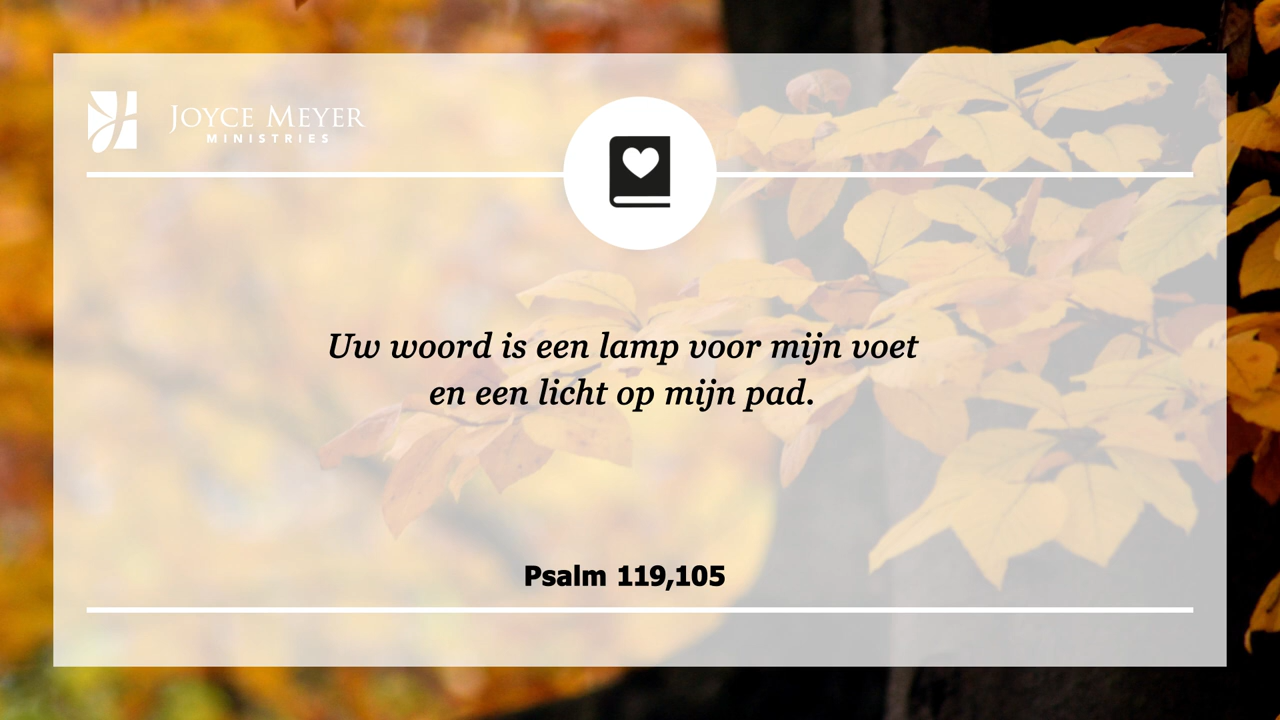 Joyce Meyer
MINISTRIES
Uw woord is een lamp voor mijn voet
en een licht op mijn pad.
Psalm 119,105